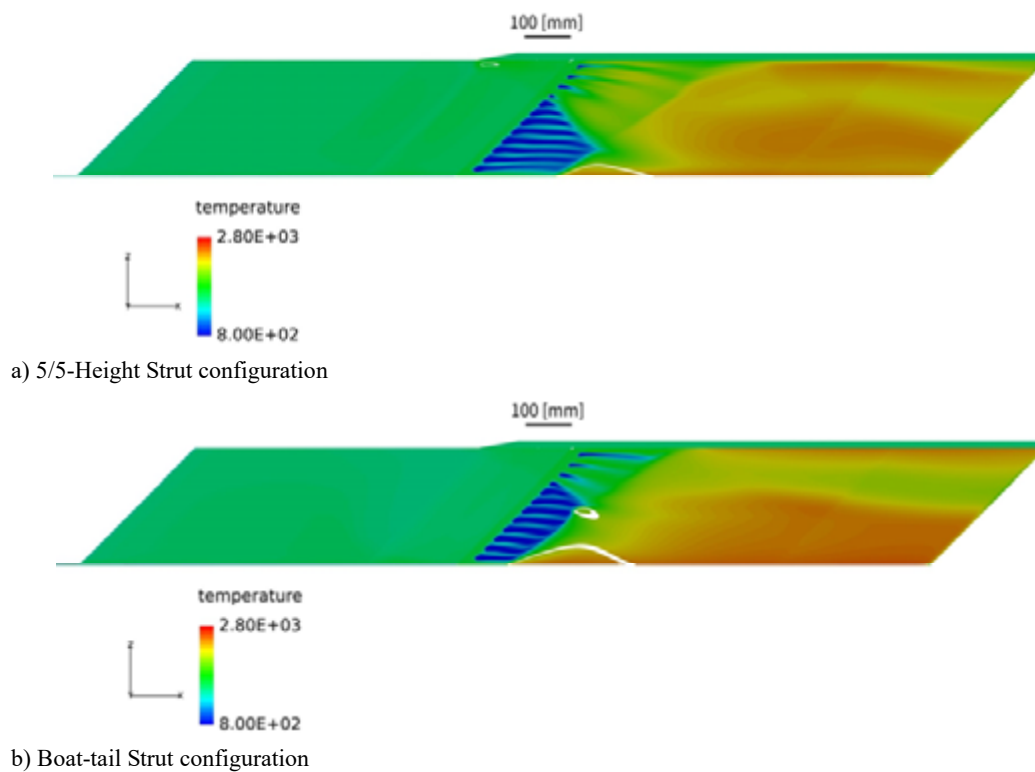 100 [mm]
temperature
2.80E+03
z
x
8.00E+02
a) 5/5-Height Strut configuration
100 [mm]
temperature
2.80E+03
z
x
8.00E+02
b) Boat-tail Strut configuration